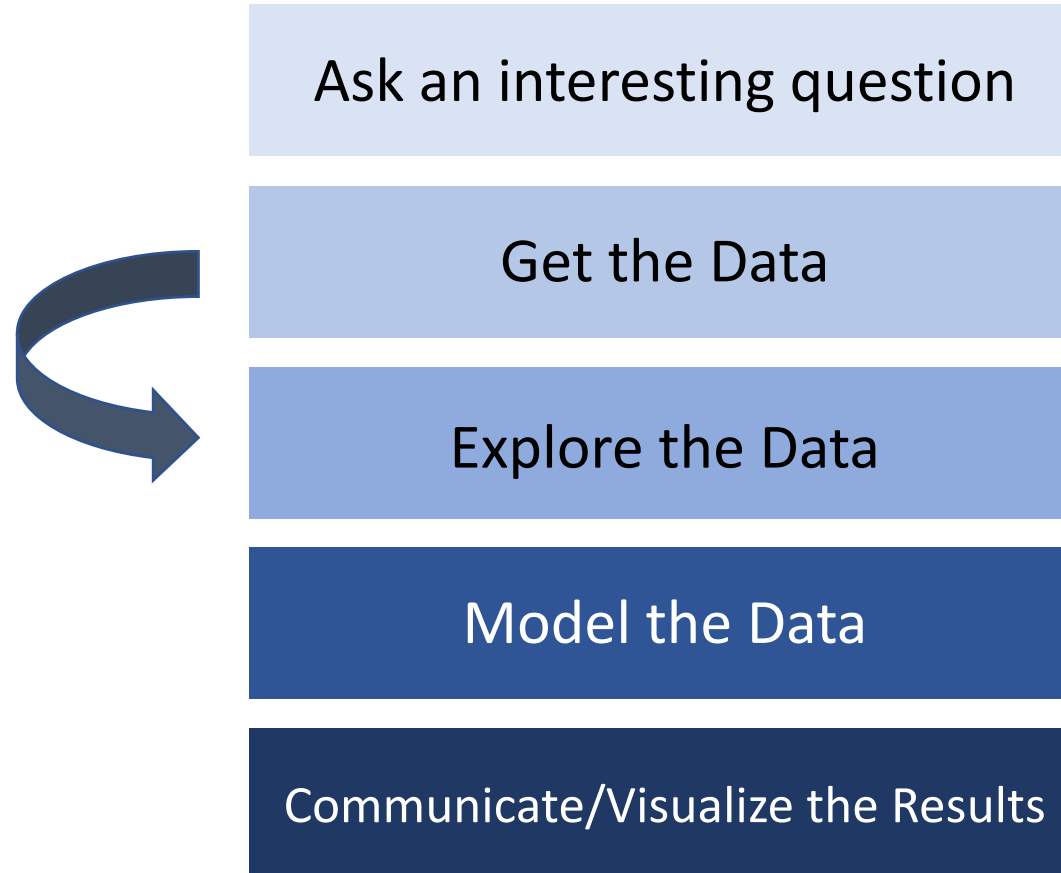 Ask an interesting question
Get the Data
Explore the Data
Model the Data
Communicate/Visualize the Results